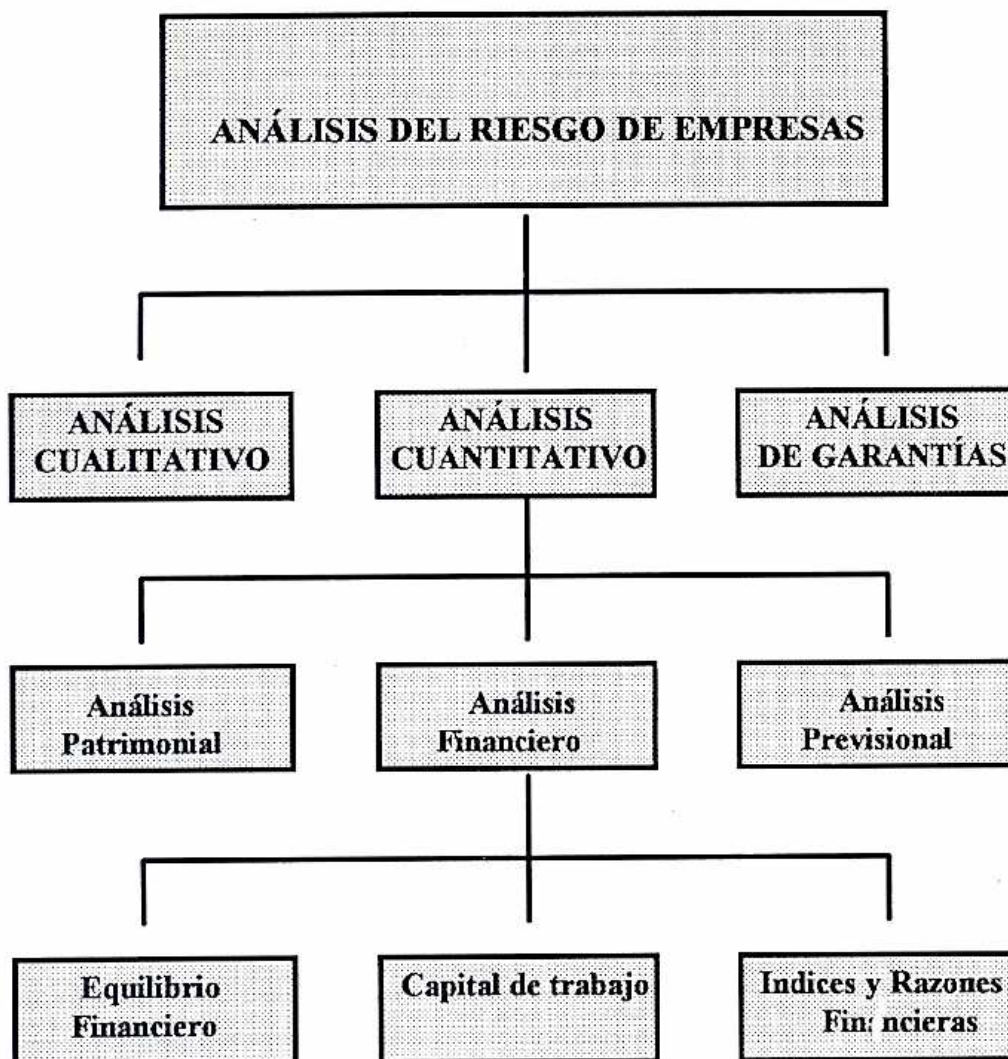 ANÁLISIS DEL RIESGO DE EMPRESAS
ANÁLISIS
CUALITATIVO
ANÁLISIS
CUANTITATIVO
ANÁLISIS
DE GARANTÍAS
Análisis
Patrimonial
Análisis
Financiero
Análisis
Previsional
Equilibrio
Financiero
Capital de trabajo
Indices y Razones
Financieras